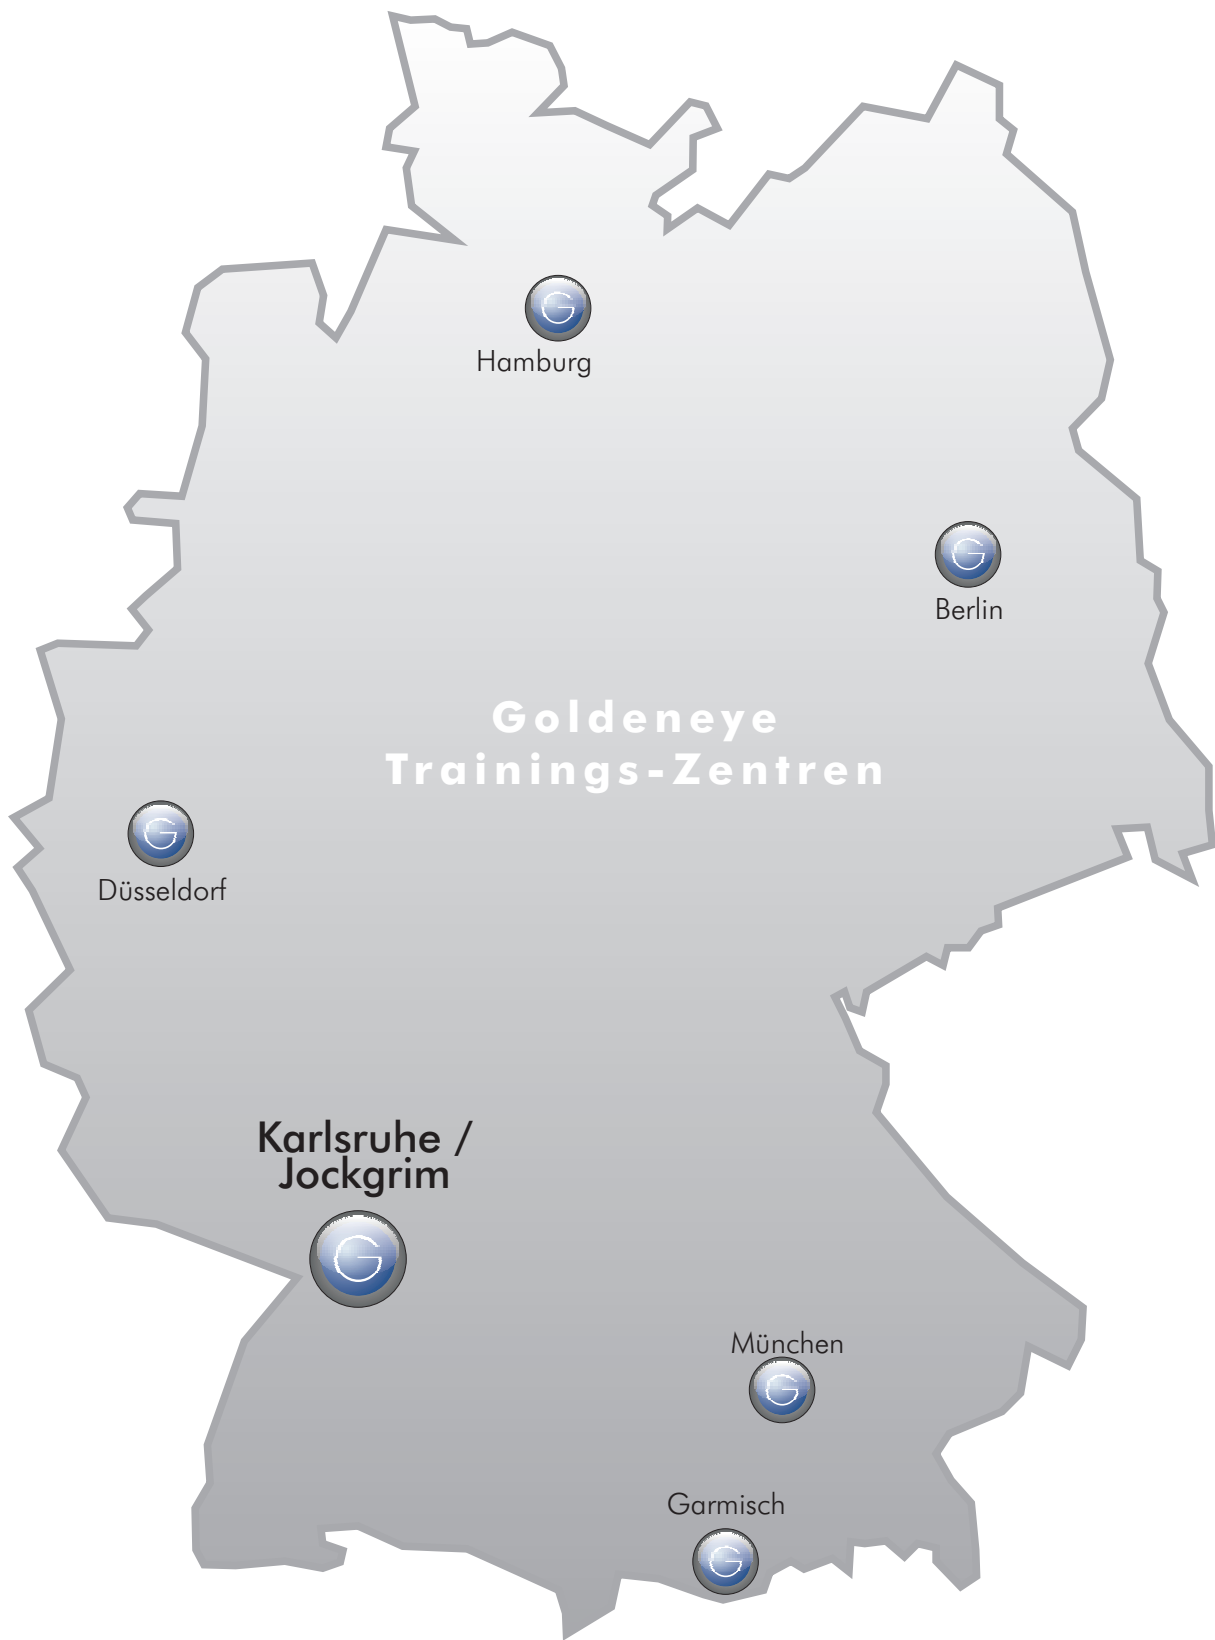 Hamburg
Berlin
Goldeneye
Trainings-Zentren
Düsseldorf
Karlsruhe /
Jockgrim
München
Garmisch
G
G
G
G
G
G